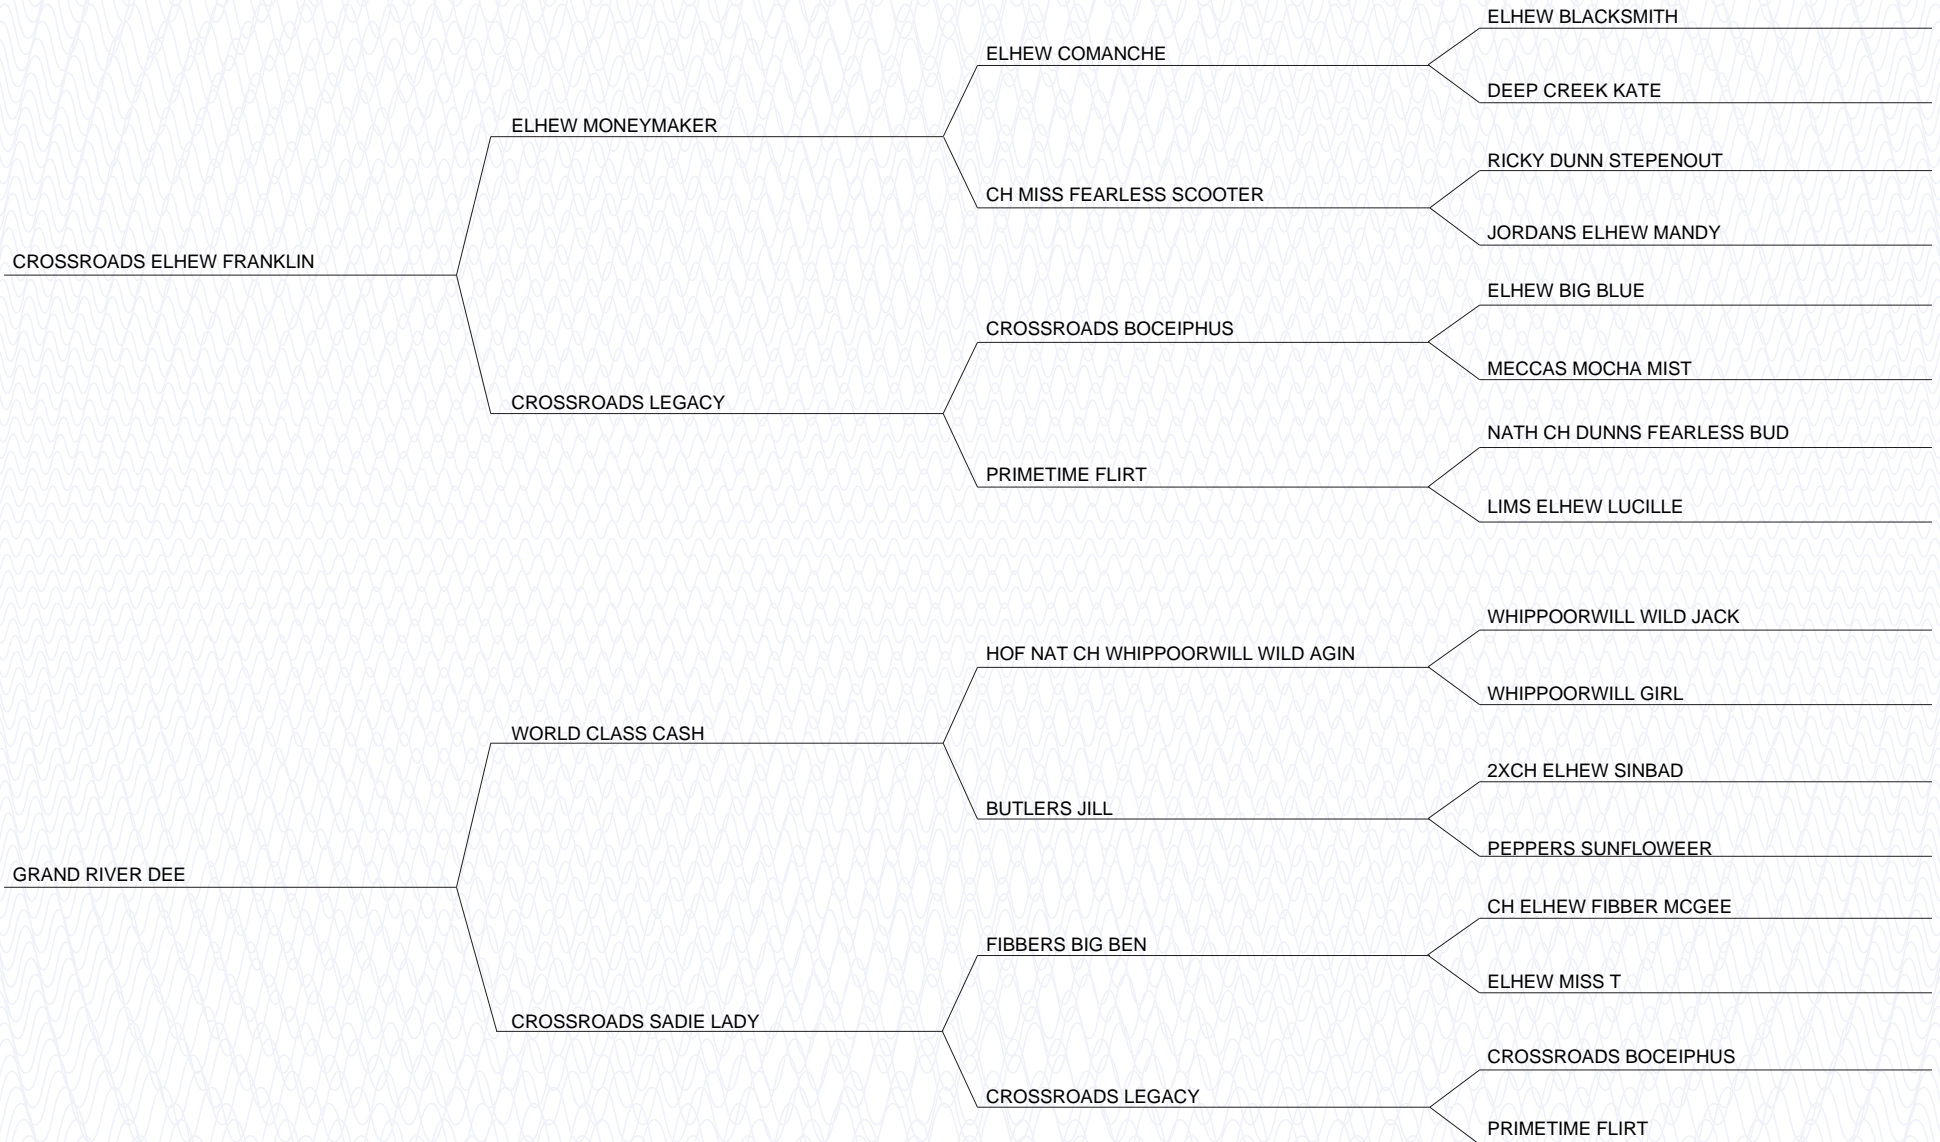 ELHEW BLACKSMITH
ELHEW COMANCHE
DEEP CREEK KATE
ELHEW MONEYMAKER
RICKY DUNN STEPENOUT
CH MISS FEARLESS SCOOTER
JORDANS ELHEW MANDY
CROSSROADS ELHEW FRANKLIN
ELHEW BIG BLUE
CROSSROADS BOCEIPHUS
MECCAS MOCHA MIST
CROSSROADS LEGACY
NATH CH DUNNS FEARLESS BUD
PRIMETIME FLIRT
LIMS ELHEW LUCILLE
WHIPPOORWILL WILD JACK
HOF NAT CH WHIPPOORWILL WILD AGIN
WHIPPOORWILL GIRL
WORLD CLASS CASH
2XCH ELHEW SINBAD
BUTLERS JILL
PEPPERS SUNFLOWEER
GRAND RIVER DEE
CH ELHEW FIBBER MCGEE
FIBBERS BIG BEN
ELHEW MISS T
CROSSROADS SADIE LADY
CROSSROADS BOCEIPHUS
CROSSROADS LEGACY
PRIMETIME FLIRT